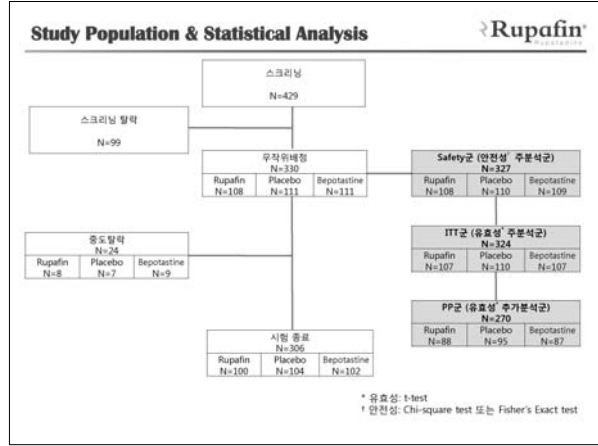 Study Population & Statistical Analysis
Rupafin®
Rupatadine
스크리닝
N=429
스크리닝 탈락
N=99
무작위배정
N=330
Rupafin Placebo Bepotastine
N=108 N=111 N=111
Safety군 (안전성† 주분석군)
N=327
Rupafin Placebo Bepotastine
N=108 N=110 N=109
ITT군 (유효성* 주분석군)
N=324
Rupafin Placebo Bepotastine
N=107 N=110 N=107
중도탈락
N=24
Rupafin Placebo Bepotastine
N=8 N=7 N=9
PP군 (유효성* 추가분석군)
N=270
Rupafin Placebo Bepotastine
N=88 N=95 N=87
시험 종료
N=306
Rupafin Placebo Bepotastine
N=100 N=104 N=102
* 유효성: t-test
† 안전성: Chi-square test 또는 Fisher's Exact test